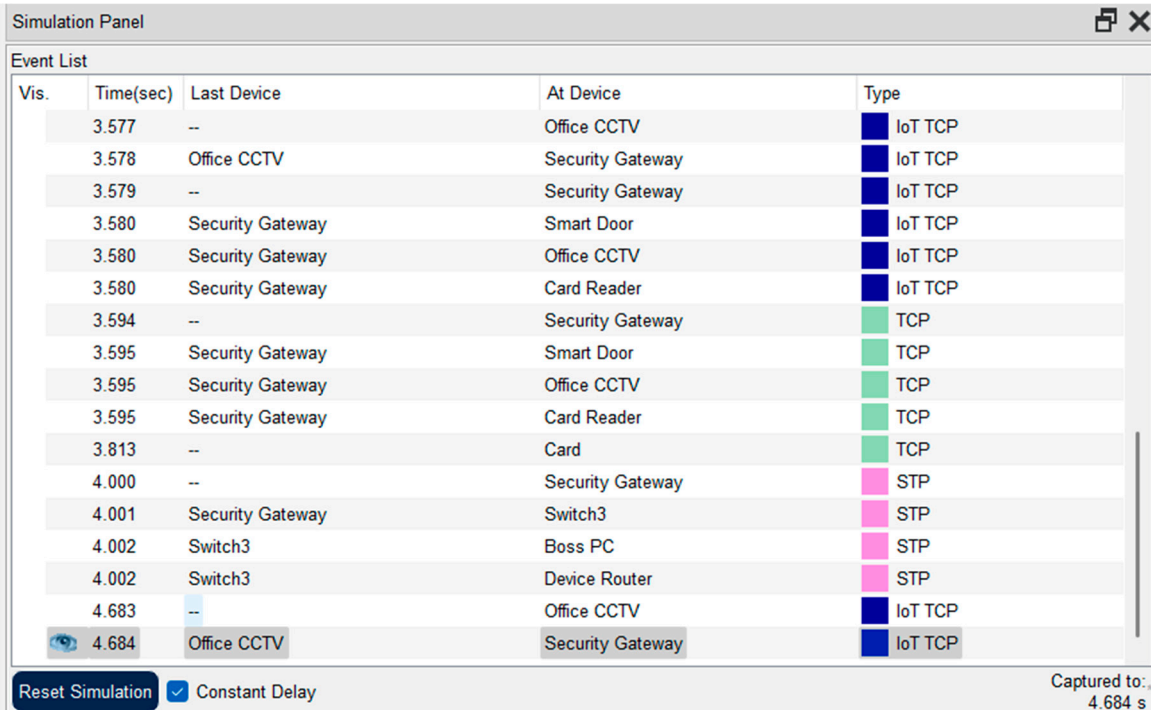 Simulation Panel
Event List
Vis. Time(sec) Last Device At Device Type
3.577 -- Office CCTV IoT TCP
3.578 Office CCTV Security Gateway IoT TCP
3.579 -- Security Gateway IoT TCP
3.580 Security Gateway Smart Door IoT TCP
3.580 Security Gateway Office CCTV IoT TCP
3.580 Security Gateway Card Reader IoT TCP
3.594 -- Security Gateway TCP
3.595 Security Gateway Smart Door TCP
3.595 Security Gateway Office CCTV TCP
3.595 Security Gateway Card Reader TCP
3.813 -- Card TCP
4.000 -- Security Gateway STP
4.001 Security Gateway Switch3 STP
4.002 Switch3 Boss PC STP
4.002 Switch3 Device Router STP
4.683 -- Office CCTV IoT TCP
4.684 Office CCTV Security Gateway IoT TCP
Reset Simulation Constant Delay Captured to:
4.684 s